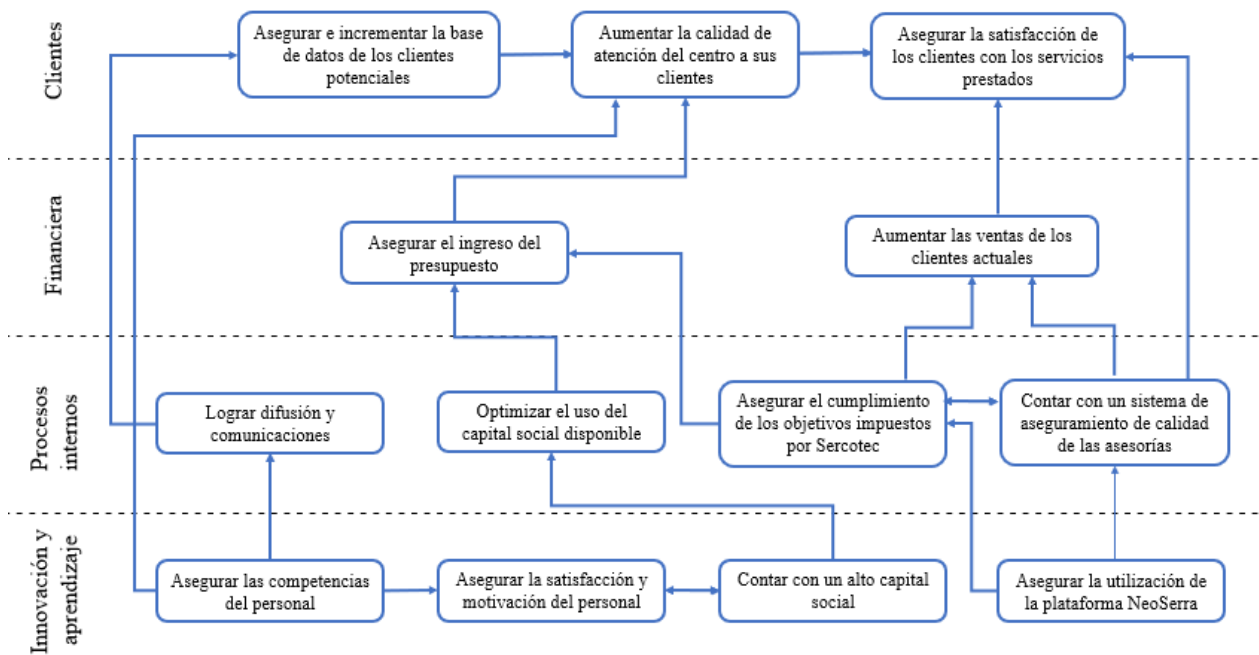 Clientes
Asegurar e incrementar la base
de datos de los clientes
potenciales
Aumentar la calidad de
atención del centro a sus
clientes
Asegurar la satisfacción de
los clientes con los servicios
prestados
Financiera
Asegurar el ingreso del
presupuesto
Aumentar las ventas de los
clientes actuales
Procesos
internos
Lograr difusión y
comunicaciones
Optimizar el uso del
capital social disponible
Asegurar el cumplimiento
de los objetivos impuestos
por Sercotec
Contar con un sistema de
aseguramiento de calidad
de las asesorías
Innovación y
aprendizaje
Asegurar las competencias
del personal
Asegurar la satisfacción y
motivación del personal
Contar con un alto capital
social
Asegurar la utilización de
la plataforma NeoSerra